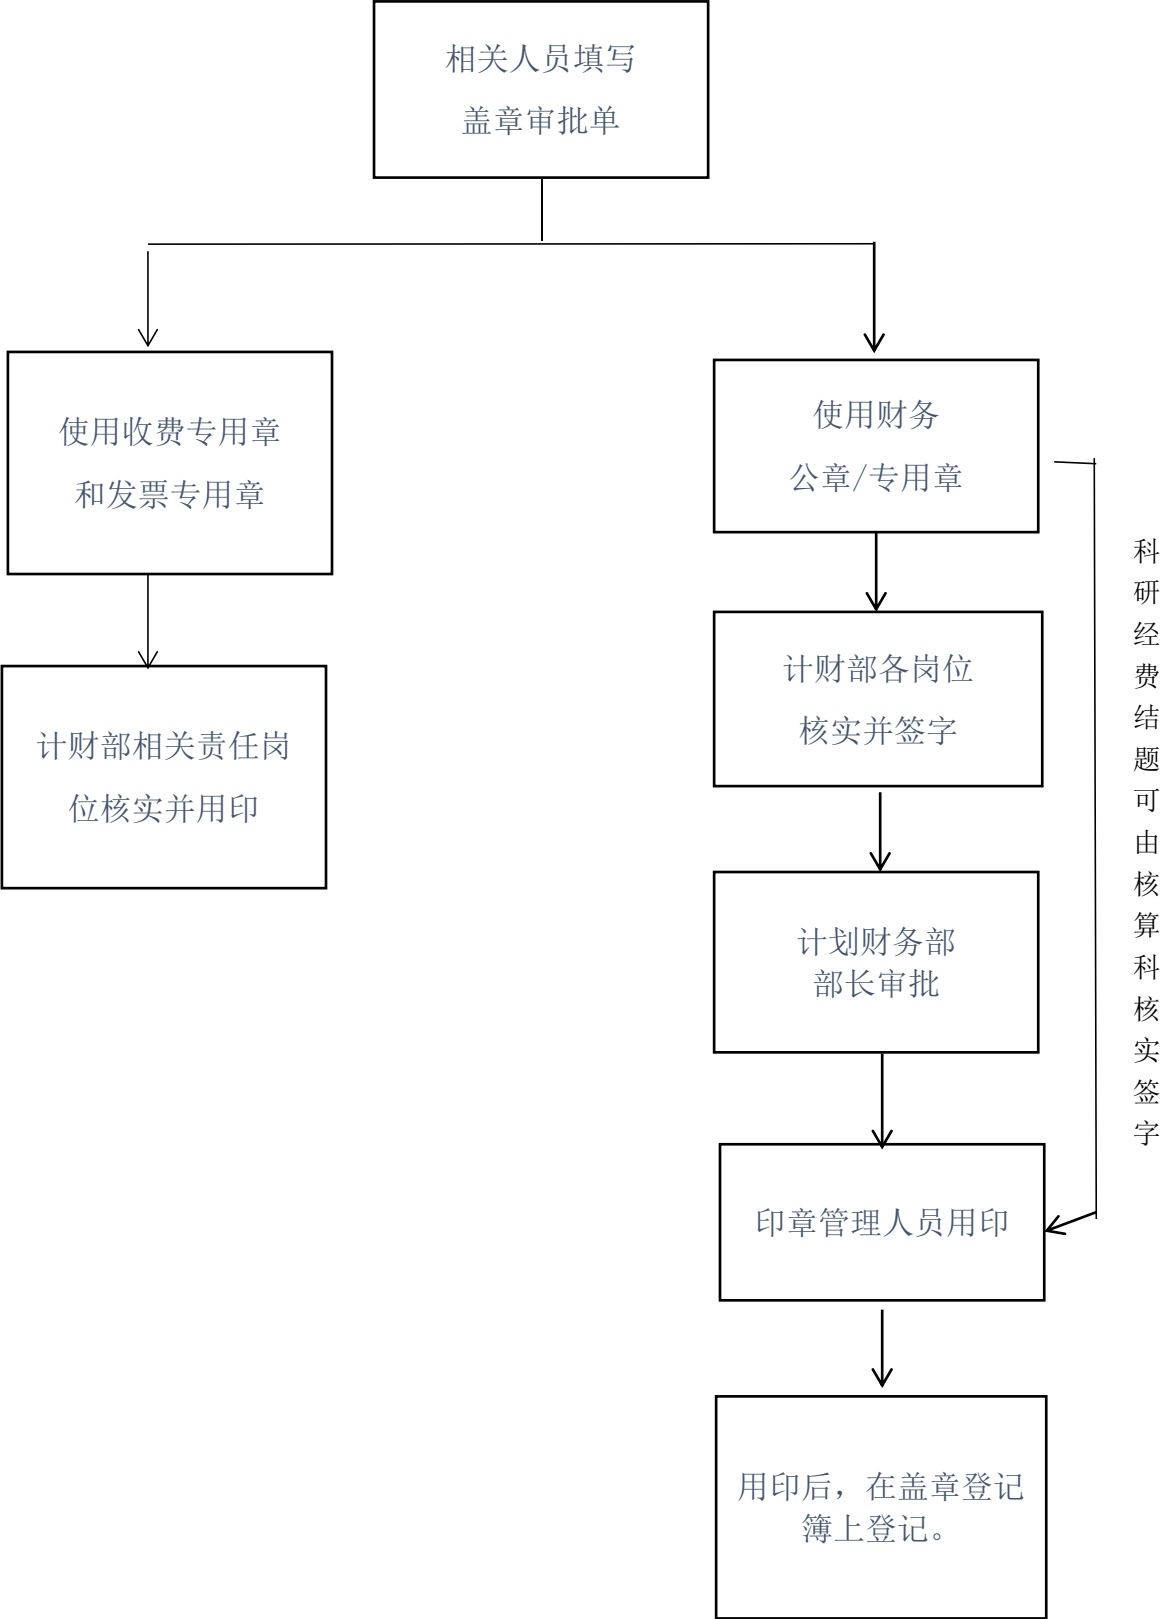 相关人员填写
盖章审批单
使用收费专用章
和发票专用章
计财部相关责任岗
位核实并用印
使用财务
公章/专用章
计财部各岗位
核实并签字
计划财务部
部长审批
印章管理人员用印
用印后，在盖章登记
簿上登记。
科研经费结题可由核算科核实签字